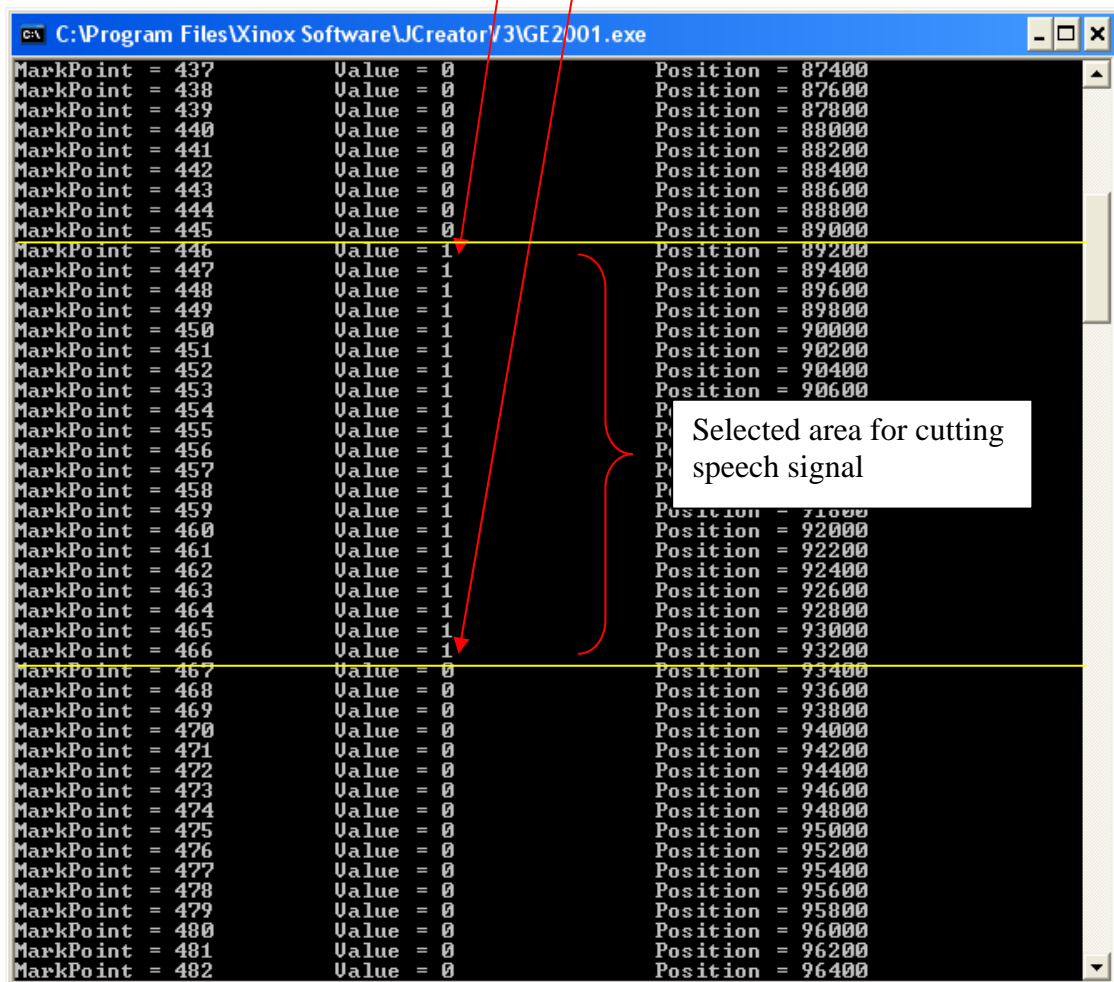 C:\Program Files\Xinox Software\JCreatorV3\GE2001.exe
MarkPoint = 437 Value = 0 Position = 87400
MarkPoint = 438 Value = 0 Position = 87600
MarkPoint = 439 Value = 0 Position = 87800
MarkPoint = 440 Value = 0 Position = 88000
MarkPoint = 441 Value = 0 Position = 88200
MarkPoint = 442 Value = 0 Position = 88400
MarkPoint = 443 Value = 0 Position = 88600
MarkPoint = 444 Value = 0 Position = 88800
MarkPoint = 445 Value = 0 Position = 89000
MarkPoint = 446 Value = 1 Position = 89200
MarkPoint = 447 Value = 1 Position = 89400
MarkPoint = 448 Value = 1 Position = 89600
MarkPoint = 449 Value = 1 Position = 89800
MarkPoint = 450 Value = 1 Position = 90000
MarkPoint = 451 Value = 1 Position = 90200
MarkPoint = 452 Value = 1 Position = 90400
MarkPoint = 453 Value = 1 Position = 90600
MarkPoint = 454 Value = 1
MarkPoint = 455 Value = 1
MarkPoint = 456 Value = 1
MarkPoint = 457 Value = 1
MarkPoint = 458 Value = 1
Selected area for cutting
speech signal
MarkPoint = 459 Value = 1 Position = 91800
MarkPoint = 460 Value = 1 Position = 92000
MarkPoint = 461 Value = 1 Position = 92200
MarkPoint = 462 Value = 1 Position = 92400
MarkPoint = 463 Value = 1 Position = 92600
MarkPoint = 464 Value = 1 Position = 92800
MarkPoint = 465 Value = 1 Position = 93000
MarkPoint = 466 Value = 1 Position = 93200
MarkPoint = 467 Value = 0 Position = 93400
MarkPoint = 468 Value = 0 Position = 93600
MarkPoint = 469 Value = 0 Position = 93800
MarkPoint = 470 Value = 0 Position = 94000
MarkPoint = 471 Value = 0 Position = 94200
MarkPoint = 472 Value = 0 Position = 94400
MarkPoint = 473 Value = 0 Position = 94600
MarkPoint = 474 Value = 0 Position = 94800
MarkPoint = 475 Value = 0 Position = 95000
MarkPoint = 476 Value = 0 Position = 95200
MarkPoint = 477 Value = 0 Position = 95400
MarkPoint = 478 Value = 0 Position = 95600
MarkPoint = 479 Value = 0 Position = 95800
MarkPoint = 480 Value = 0 Position = 96000
MarkPoint = 481 Value = 0 Position = 96200
MarkPoint = 482 Value = 0 Position = 96400